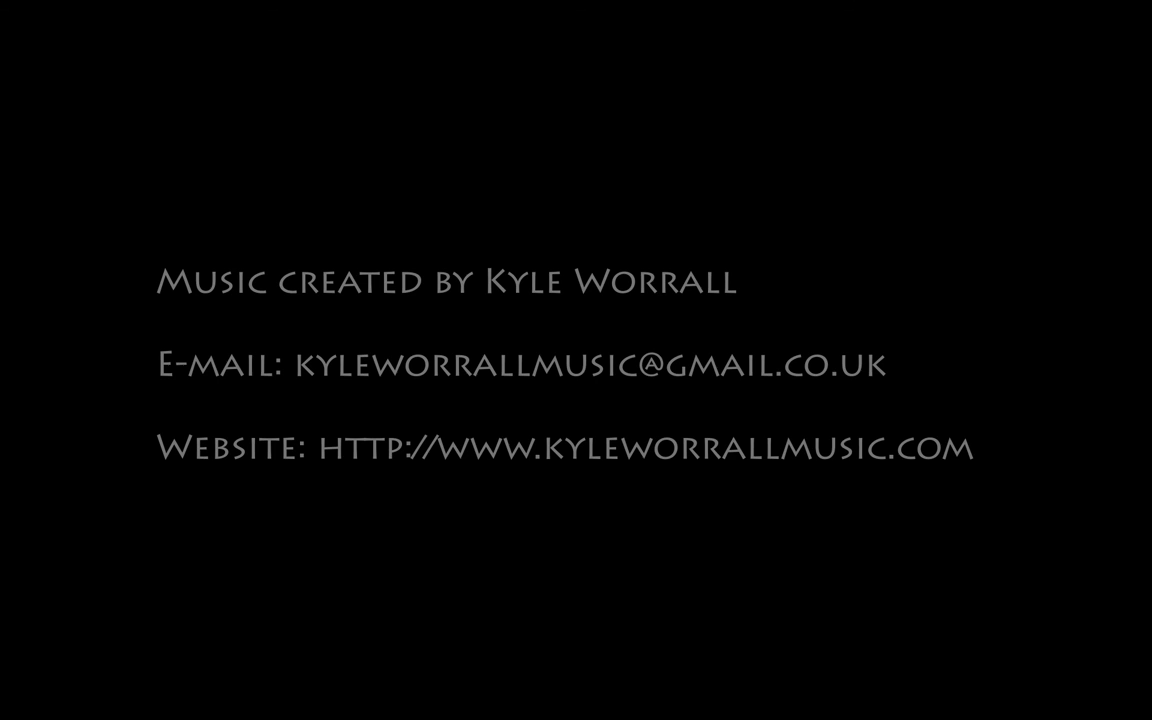 Music created by Kyle Worrall
E-mail: kyleworrallmusic@gmail.co.uk
Website: http://www.kyleworrallmusic.com